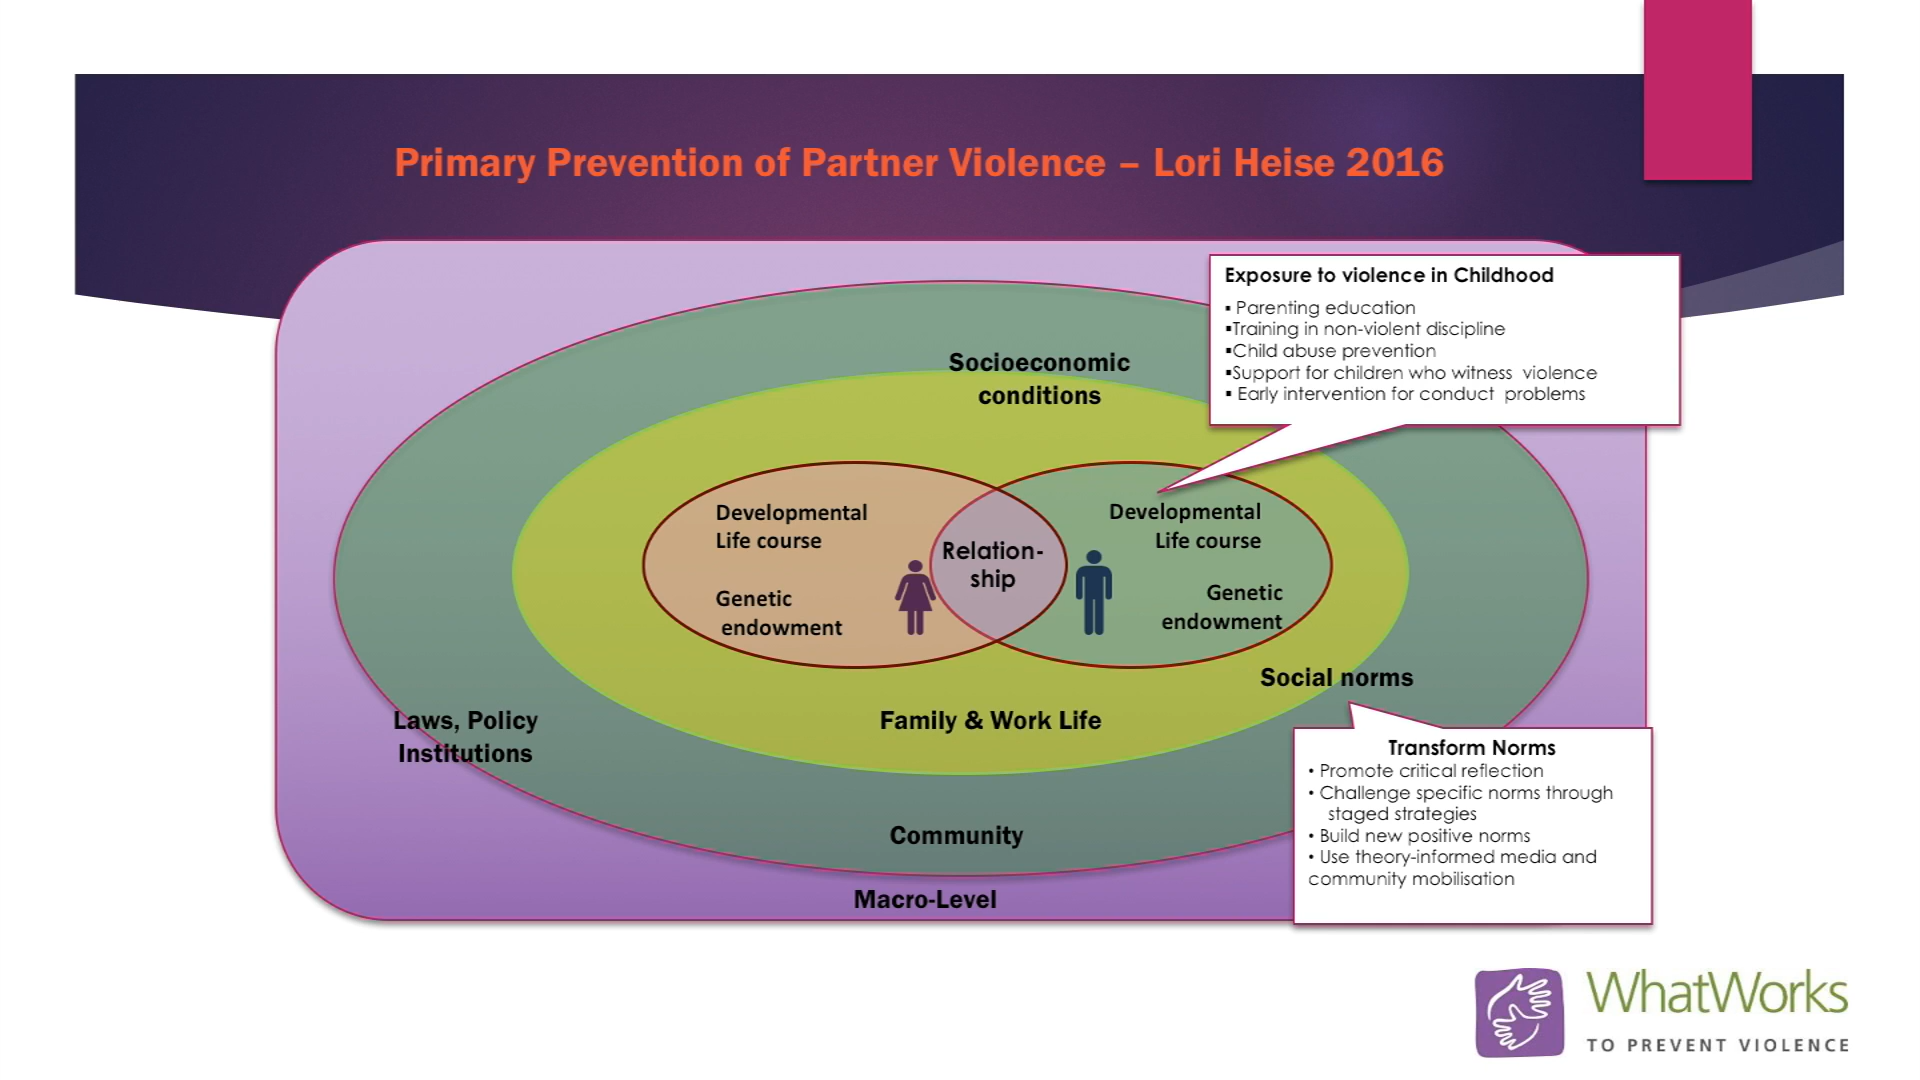 Primary Prevention of Partner Violence – Lori Heise 2016
Exposure to violence in Childhood
▪ Parenting education
▪Training in non-violent discipline
▪Child abuse prevention
▪Support for children who witness violence
▪ Early intervention for conduct problems
Socioeconomic
conditions
Developmental
Life course
Genetic
endowment
Relation-
ship
Developmental
Life course
Genetic
endowment
Social norms
Family & Work Life
Laws, Policy
Institutions
Transform Norms
• Promote critical reflection
• Challenge specific norms through
staged strategies
• Build new positive norms
• Use theory-informed media and
community mobilisation
Community
Macro-Level
WhatWorks
TO PREVENT VIOLENCE